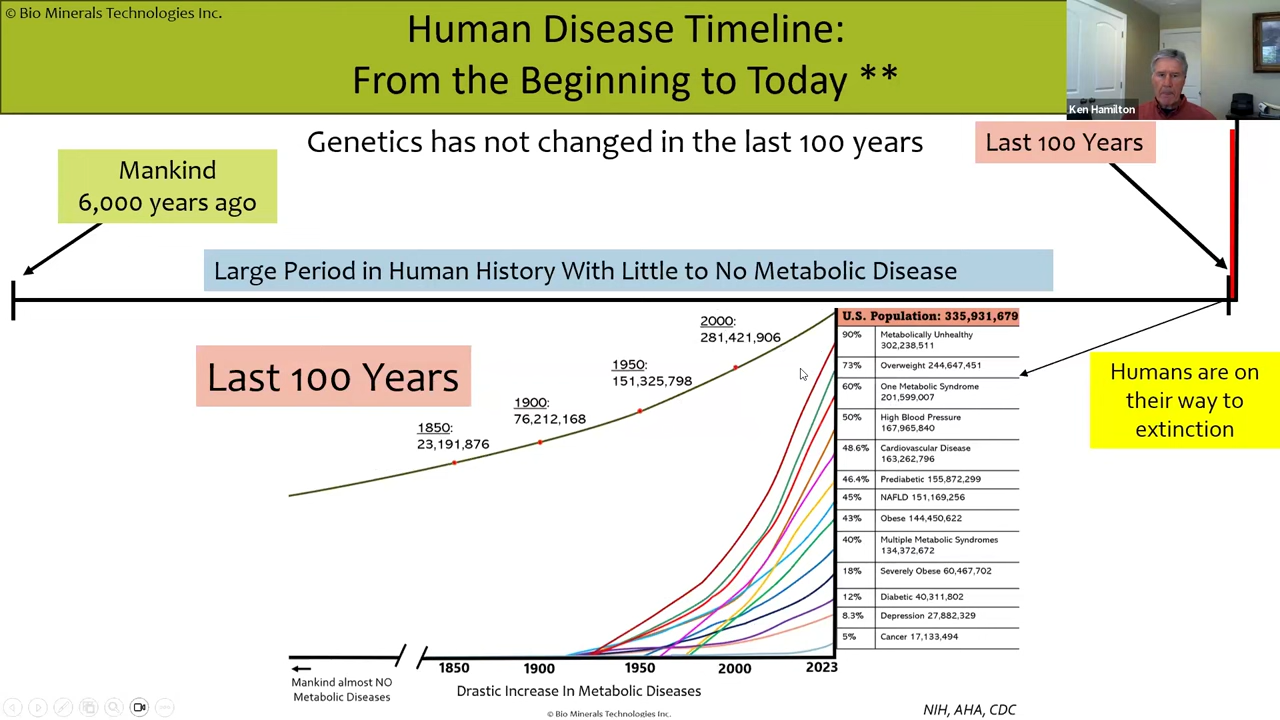 © Bio Minerals Technologies Inc.
Human Disease Timeline:
From the Beginning to Today **
Ken Hamilton
Genetics has not changed in the last 100 years
Last 100 Years
Mankind
6,000 years ago
Large Period in Human History With Little to No Metabolic Disease
Last 100 Years
1850:
23,191,876
1900:
76,212,168
1950:
151,325,798
2000:
281,421,906
U.S. Population: 335,931,679
90% Metabolically Unhealthy
302,238,511
73% Overweight 244,647,451
60% One Metabolic Syndrome
201,599,007
50% High Blood Pressure
167,965,840
48.6% Cardiovascular Disease
163,262,796
46.4% Prediabetic 155,872,299
45% NAFLD 151,169,256
43% Obese 144,450,622
40% Multiple Metabolic Syndromes
134,372,672
18% Severely Obese 60,467,702
12% Diabetic 40,311,802
8.3% Depression 27,882,329
5% Cancer 17,133,494
Humans are on
their way to
extinction
1850 1900 1950 2000 2023
Mankind almost NO
Metabolic Diseases
Drastic Increase In Metabolic Diseases
© Bio Minerals Technologies Inc.
NIH, AHA, CDC